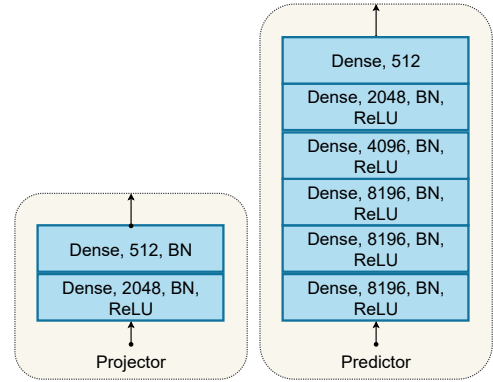 Dense, 512, BN
Dense, 2048, BN,
ReLU
Projector
Dense, 512
Dense, 2048, BN,
ReLU
Dense, 4096, BN,
ReLU
Dense, 8196, BN,
ReLU
Dense, 8196, BN,
ReLU
Dense, 8196, BN,
ReLU
Predictor